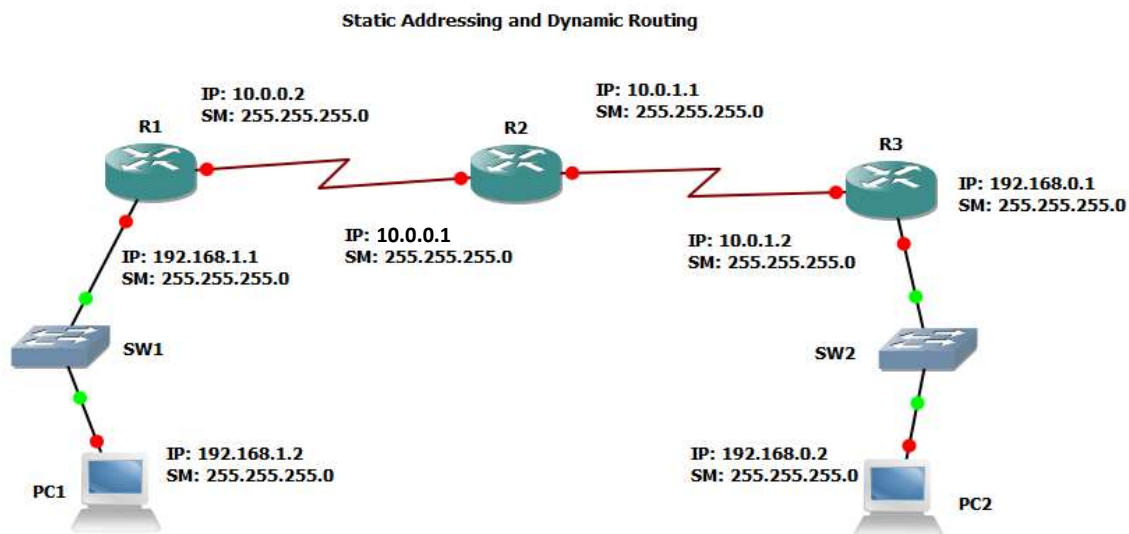 Static Addressing and Dynamic Routing
IP: 10.0.0.2
SM: 255.255.255.0
R1
IP: 10.0.1.1
SM: 255.255.255.0
R2
R3
IP: 192.168.0.1
SM: 255.255.255.0
IP: 192.168.1.1
SM: 255.255.255.0
IP: 10.0.0.1
SM: 255.255.255.0
IP: 10.0.1.2
SM: 255.255.255.0
SW1
SW2
IP: 192.168.1.2
SM: 255.255.255.0
PC1
IP: 192.168.0.2
SM: 255.255.255.0
PC2